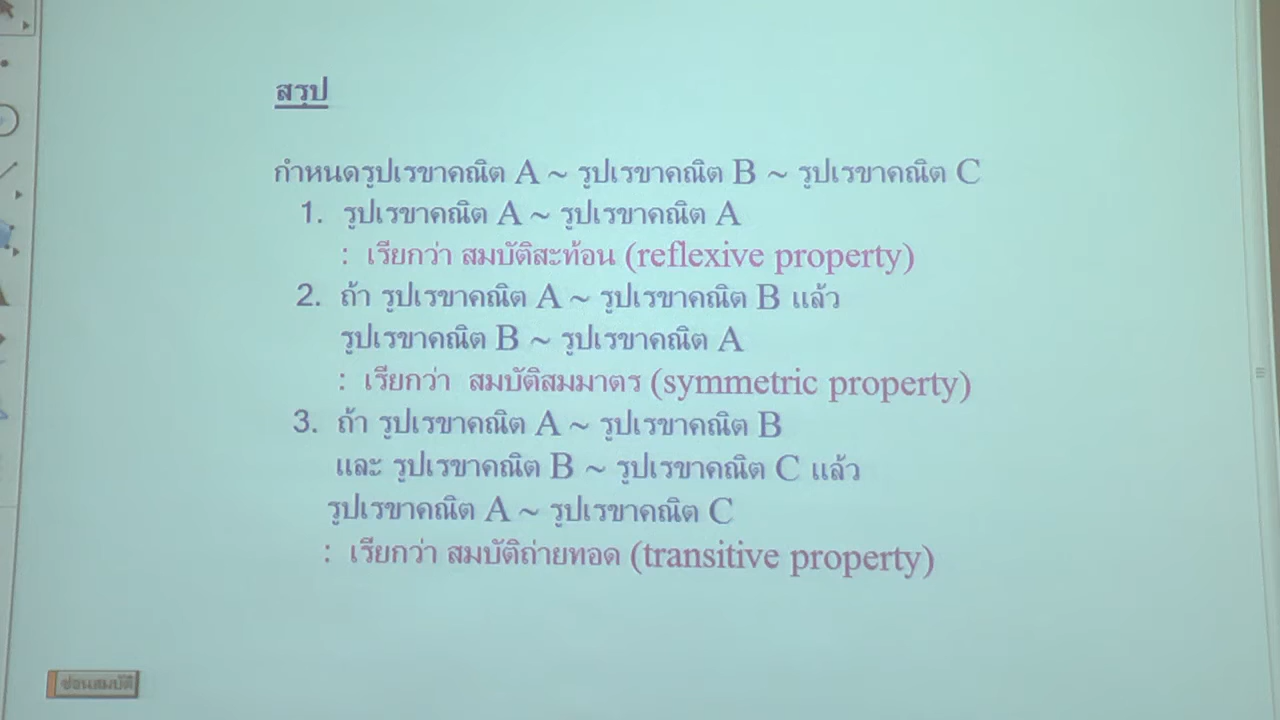 สรุป
กำหนดรูปเรขาคณิต A ~ รูปเรขาคณิต B ~ รูปเรขาคณิต C
1. รูปเรขาคณิต A ~ รูปเรขาคณิต A
: เรียกว่า สมบัติสะท้อน (reflexive property)
2. ถ้า รูปเรขาคณิต A ~ รูปเรขาคณิต B แล้ว
รูปเรขาคณิต B ~ รูปเรขาคณิต A
: เรียกว่า สมบัติสมมาตร (symmetric property)
3. ถ้า รูปเรขาคณิต A ~ รูปเรขาคณิต B
และ รูปเรขาคณิต B ~ รูปเรขาคณิต C แล้ว
รูปเรขาคณิต A ~ รูปเรขาคณิต C
: เรียกว่า สมบัติถ่ายทอด (transitive property)
ซ่อนสมบัติ